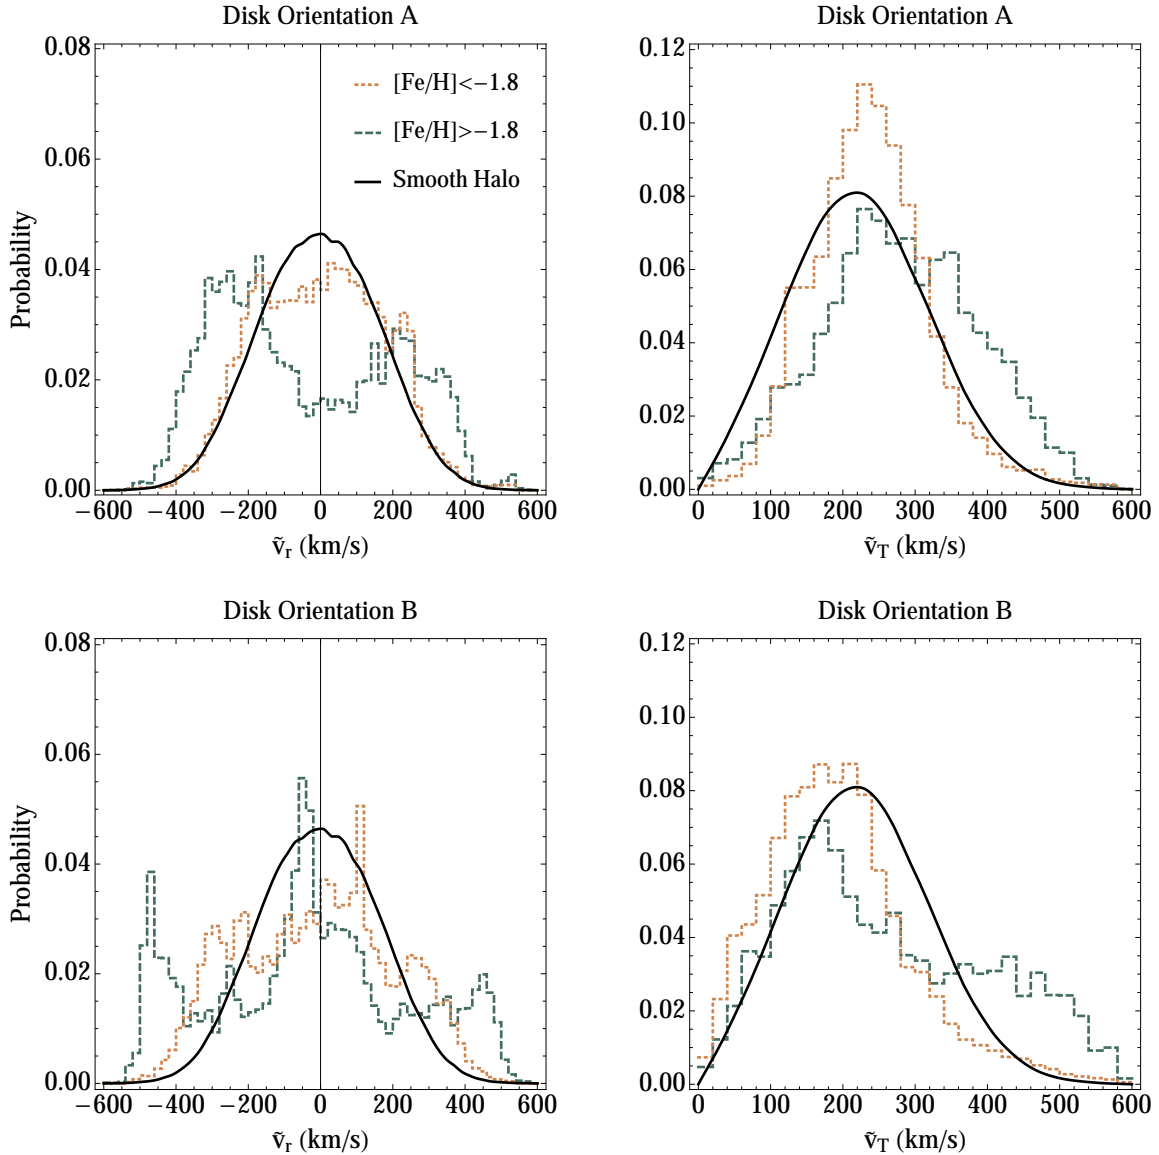 Disk Orientation A
Disk Orientation A
0.08
0.06
0.04
0.02
0.00
Probability
[Fe/H]<−1.8
[Fe/H]>−1.8
Smooth Halo
−600 −400 −200 0 200 400 600
ṽr (km/s)
0.12
0.10
0.08
0.06
0.04
0.02
0.00
0 100 200 300 400 500 600
ṽT (km/s)
Disk Orientation B
Disk Orientation B
0.08
0.06
0.04
0.02
0.00
Probability
−600 −400 −200 0 200 400 600
ṽr (km/s)
0.12
0.10
0.08
0.06
0.04
0.02
0.00
0 100 200 300 400 500 600
ṽT (km/s)